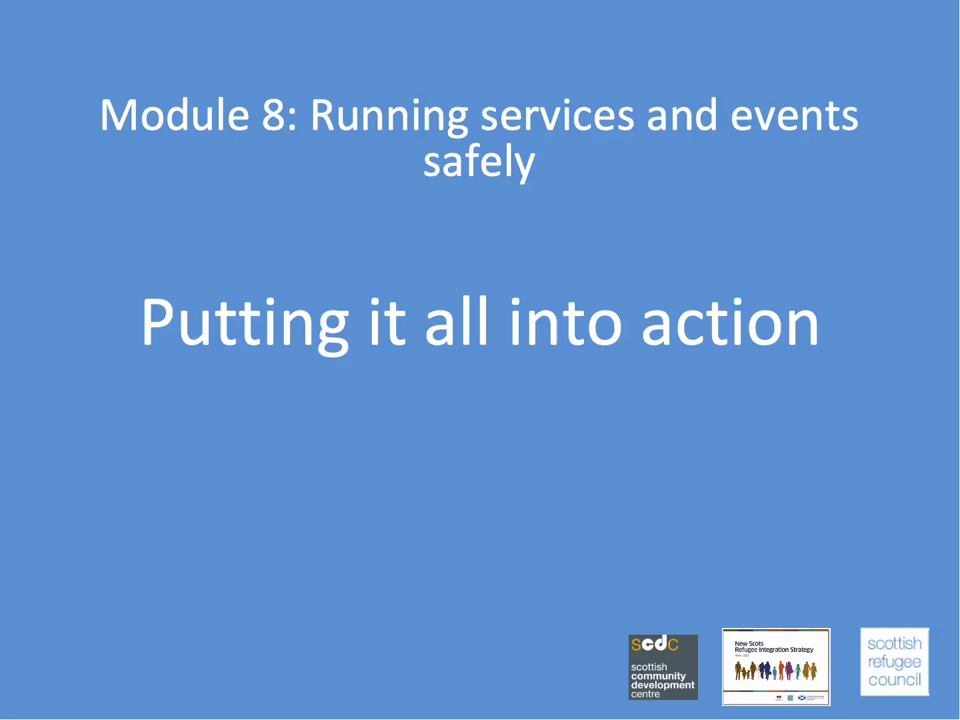 Module 8: Running services and events
safely
Putting it all into action
scdc
scottish
community
development
centre
New Scots
Refugee Integration Strategy
scottish
refugee
council